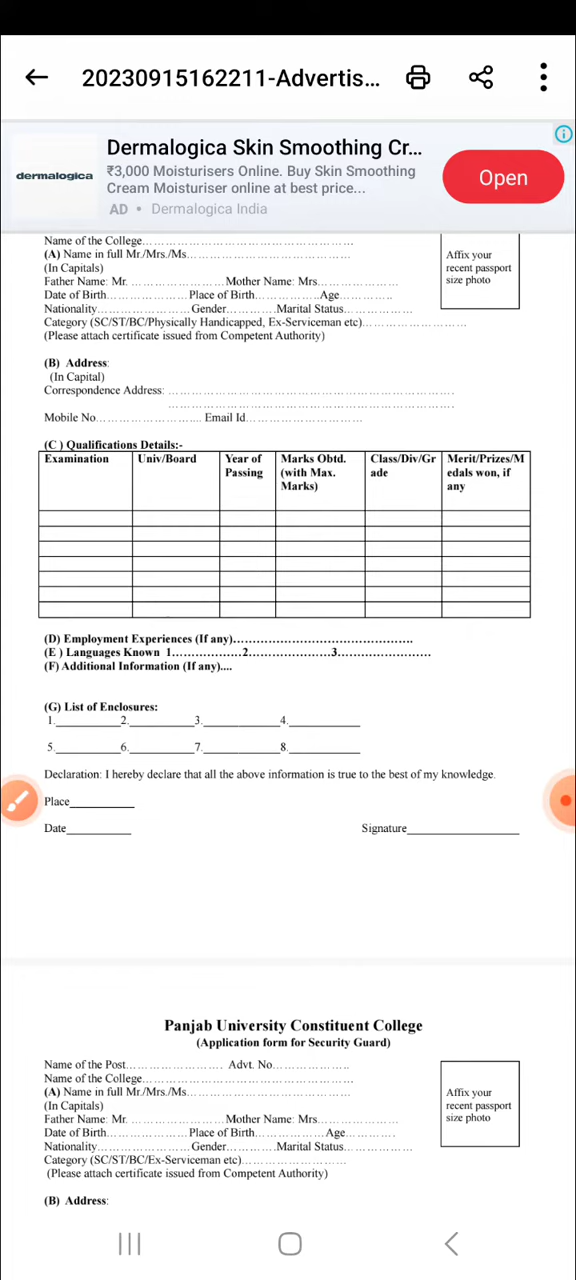 20230915162211-Advertis...
Dermalogica Skin Smoothing Cr...
dermalogica
₹3,000 Moisturisers Online. Buy Skin Smoothing
Cream Moisturiser online at best price...
AD • Dermalogica India
Open
Name of the College..........................................
(A) Name in full Mr./Mrs./Ms..........................................
(In Capitals)
Father Name: Mr. ........................Mother Name: Mrs.....................
Date of Birth.....................Place of Birth................Age..............
Nationality.......................Gender.............Marital Status...................
Category (SC/ST/BC/Physically Handicapped, Ex-Serviceman etc)..........................
(Please attach certificate issued from Competent Authority)
Affix your
recent passport
size photo
(B) Address:
(In Capital)
Correspondence Address: ......................................................................
......................................................................
Mobile No........................... Email Id..............................
(C ) Qualifications Details:-
Examination Univ/Board Year of Passing Marks Obtd. (with Max. Marks) Class/Div/Grade Merit/Prizes/Medals won, if any
(D) Employment Experiences (If any)...............................................
(E ) Languages Known 1..................2......................3.........................
(F) Additional Information (If any)....
(G) List of Enclosures:
1.__________2.__________3.____________4.___________
5.__________6.__________7.____________8.___________
Declaration: I hereby declare that all the above information is true to the best of my knowledge.
Place__________
Date__________ Signature_________________
Panjab University Constituent College
(Application form for Security Guard)
Name of the Post......................... Advt. No....................
Name of the College..........................................
(A) Name in full Mr./Mrs./Ms..........................................
(In Capitals)
Father Name: Mr. ........................Mother Name: Mrs.....................
Date of Birth.....................Place of Birth................Age..............
Nationality.......................Gender.............Marital Status...................
Category (SC/ST/BC/Ex-Serviceman etc)..........................
(Please attach certificate issued from Competent Authority)
Affix your
recent passport
size photo
(B) Address: